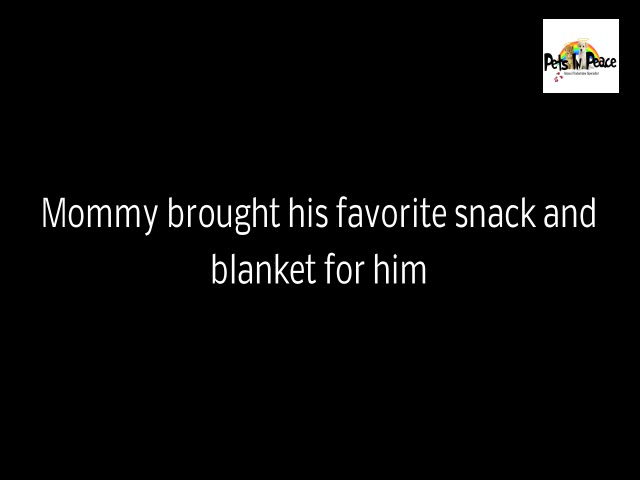 Pets In Peace
Mommy brought his favorite snack and
blanket for him